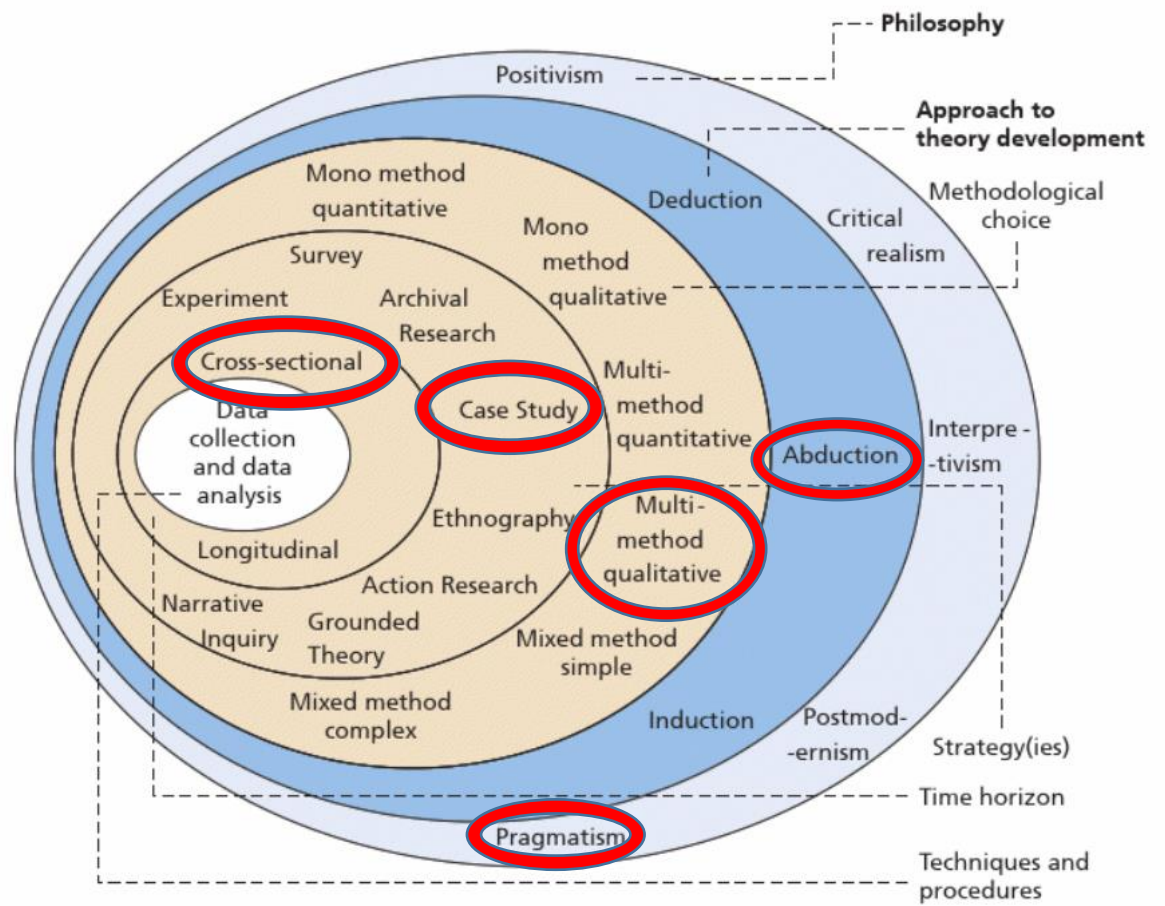 Philosophy
Positivism
Approach to
theory development
Mono method
quantitative
Deduction
Methodological
choice
Critical
realism
Mono
method
qualitative
Survey
Experiment
Archival
Research
Cross-sectional
Multi-
method
quantitative
Case Study
Data
collection
and data
analysis
Abduction
Interpre-
-tivism
Multi-
method
qualitative
Ethnography
Longitudinal
Action Research
Narrative
Inquiry
Grounded
Theory
Mixed method
simple
Mixed method
complex
Induction
Postmod-
-ernism
Strategy(ies)
Time horizon
Pragmatism
Techniques and
procedures